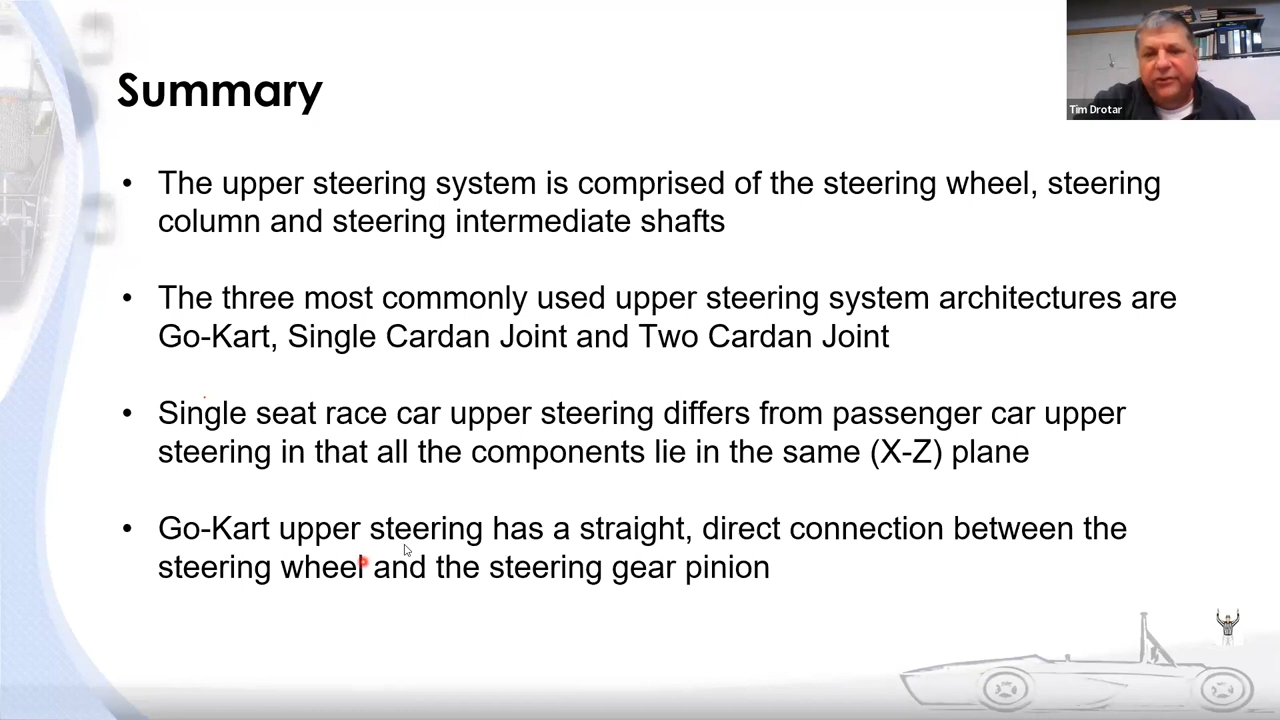 Summary
Tim Drotar
• The upper steering system is comprised of the steering wheel, steering
column and steering intermediate shafts
• The three most commonly used upper steering system architectures are
Go-Kart, Single Cardan Joint and Two Cardan Joint
• Single seat race car upper steering differs from passenger car upper
steering in that all the components lie in the same (X-Z) plane
• Go-Kart upper steering has a straight, direct connection between the
steering wheel and the steering gear pinion